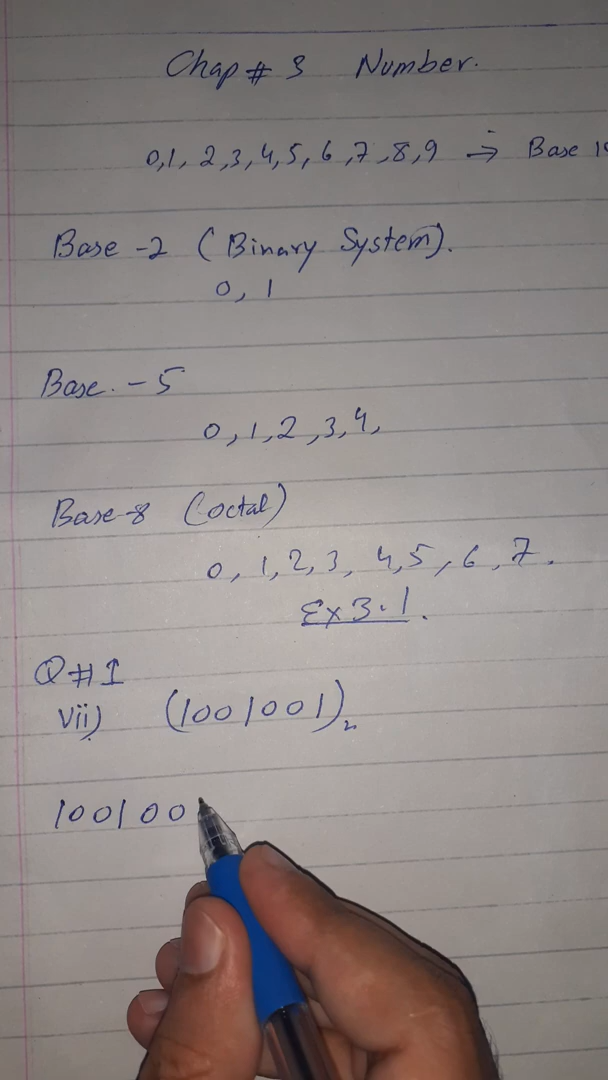 Chap # 3 Number.
0,1, 2,3,4,5, 6,7,8,9 → Base 10
Base -2 (Binary System).
0, 1
Base. - 5
0,1,2,3,4,
Base-8 (octal)
0, 1,2,3, 4,5, 6,7.
Ex 3.1.
Q#1
vii) (1001001)₂
100100